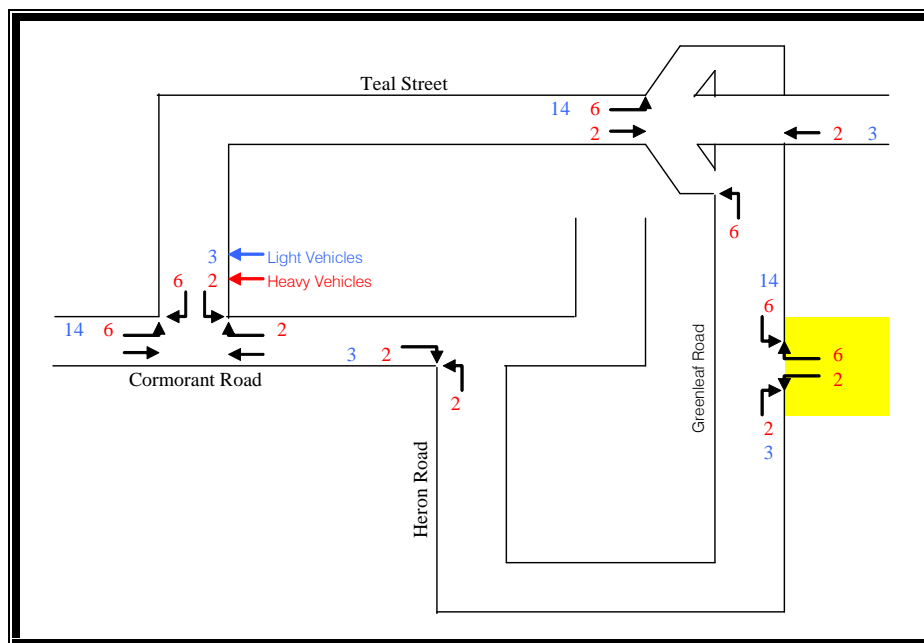 Teal Street
14 6
2
2 3
6
3 Light Vehicles
2 Heavy Vehicles
6
14
6
14 6
2
3 2
6
2
Cormorant Road
2
2
3
Heron Road
Greenleaf Road